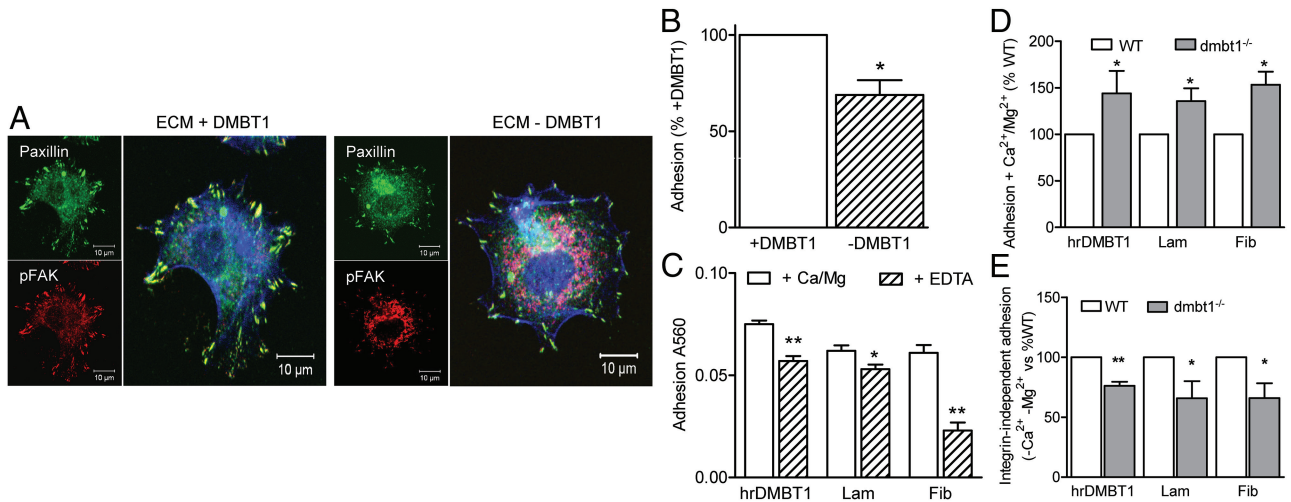 A
ECM + DMBT1
ECM - DMBT1
Paxillin
10 µm
pFAK
10 µm
10 µm
Paxillin
10 µm
pFAK
10 µm
10 µm
B
Adhesion (% +DMBT1)
100
50
0
*
+DMBT1
-DMBT1
C
Adhesion A560
0.10
0.05
0.00
+ Ca/Mg
+ EDTA
**
*
**
hrDMBT1
Lam
Fib
D
Adhesion + Ca²⁺/Mg²⁺ (% WT)
200
150
100
50
0
WT
dmbt1⁻/⁻
*
*
*
hrDMBT1
Lam
Fib
E
Integrin-independent adhesion
(-Ca²⁺ -Mg²⁺ vs %WT)
150
100
50
0
WT
dmbt1⁻/⁻
**
*
*
hrDMBT1
Lam
Fib